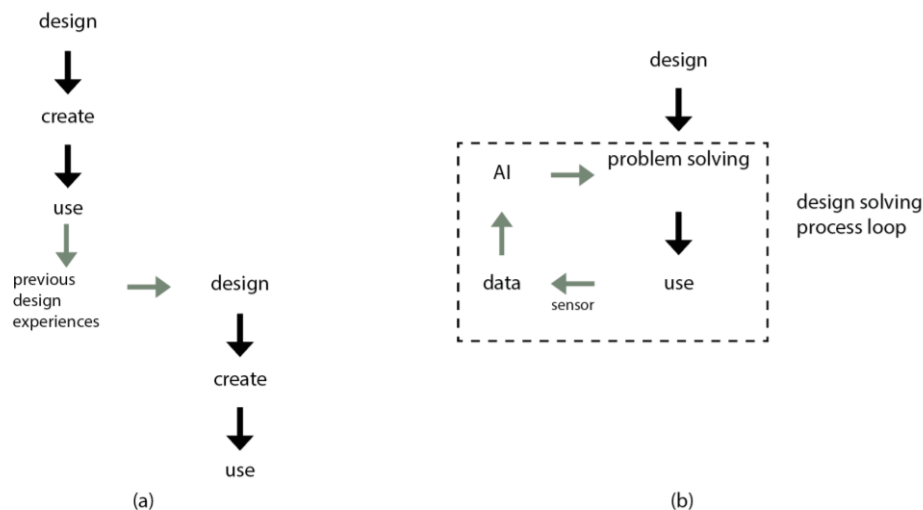 design
create
use
previous
design
experiences
design
create
use
(a)
design
problem solving
AI
data
sensor
use
design solving
process loop
(b)